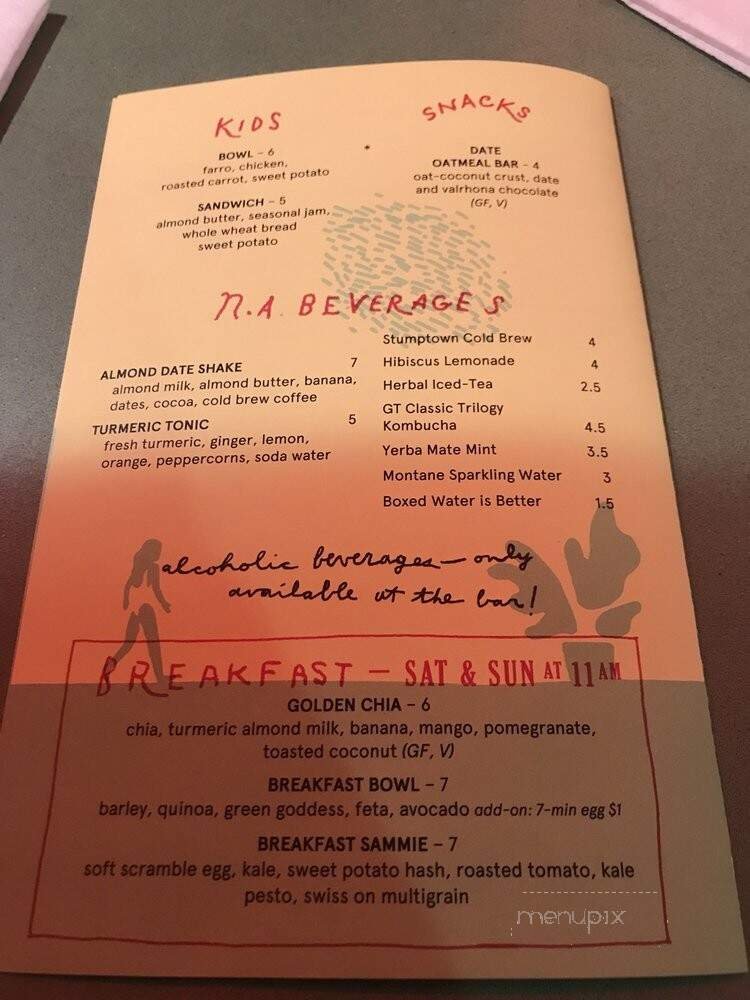 KIDS
BOWL – 6
farro, chicken,
roasted carrot, sweet potato
SANDWICH – 5
almond butter, seasonal jam,
whole wheat bread
sweet potato
SNACKS
DATE
OATMEAL BAR – 4
oat-coconut crust, date
and valrhona chocolate
(GF, V)
N.A. BEVERAGES
ALMOND DATE SHAKE 7
almond milk, almond butter, banana,
dates, cocoa, cold brew coffee
TURMERIC TONIC 5
fresh turmeric, ginger, lemon,
orange, peppercorns, soda water
Stumptown Cold Brew 4
Hibiscus Lemonade 4
Herbal Iced-Tea 2.5
GT Classic Trilogy
Kombucha 4.5
Yerba Mate Mint 3.5
Montane Sparkling Water 3
Boxed Water is Better 1.5
alcoholic beverages — only
available at the bar!
BREAKFAST – SAT & SUN AT 11 AM
GOLDEN CHIA – 6
chia, turmeric almond milk, banana, mango, pomegranate,
toasted coconut (GF, V)
BREAKFAST BOWL – 7
barley, quinoa, green goddess, feta, avocado add-on: 7-min egg $1
BREAKFAST SAMMIE – 7
soft scramble egg, kale, sweet potato hash, roasted tomato, kale
pesto, swiss on multigrain
menupix